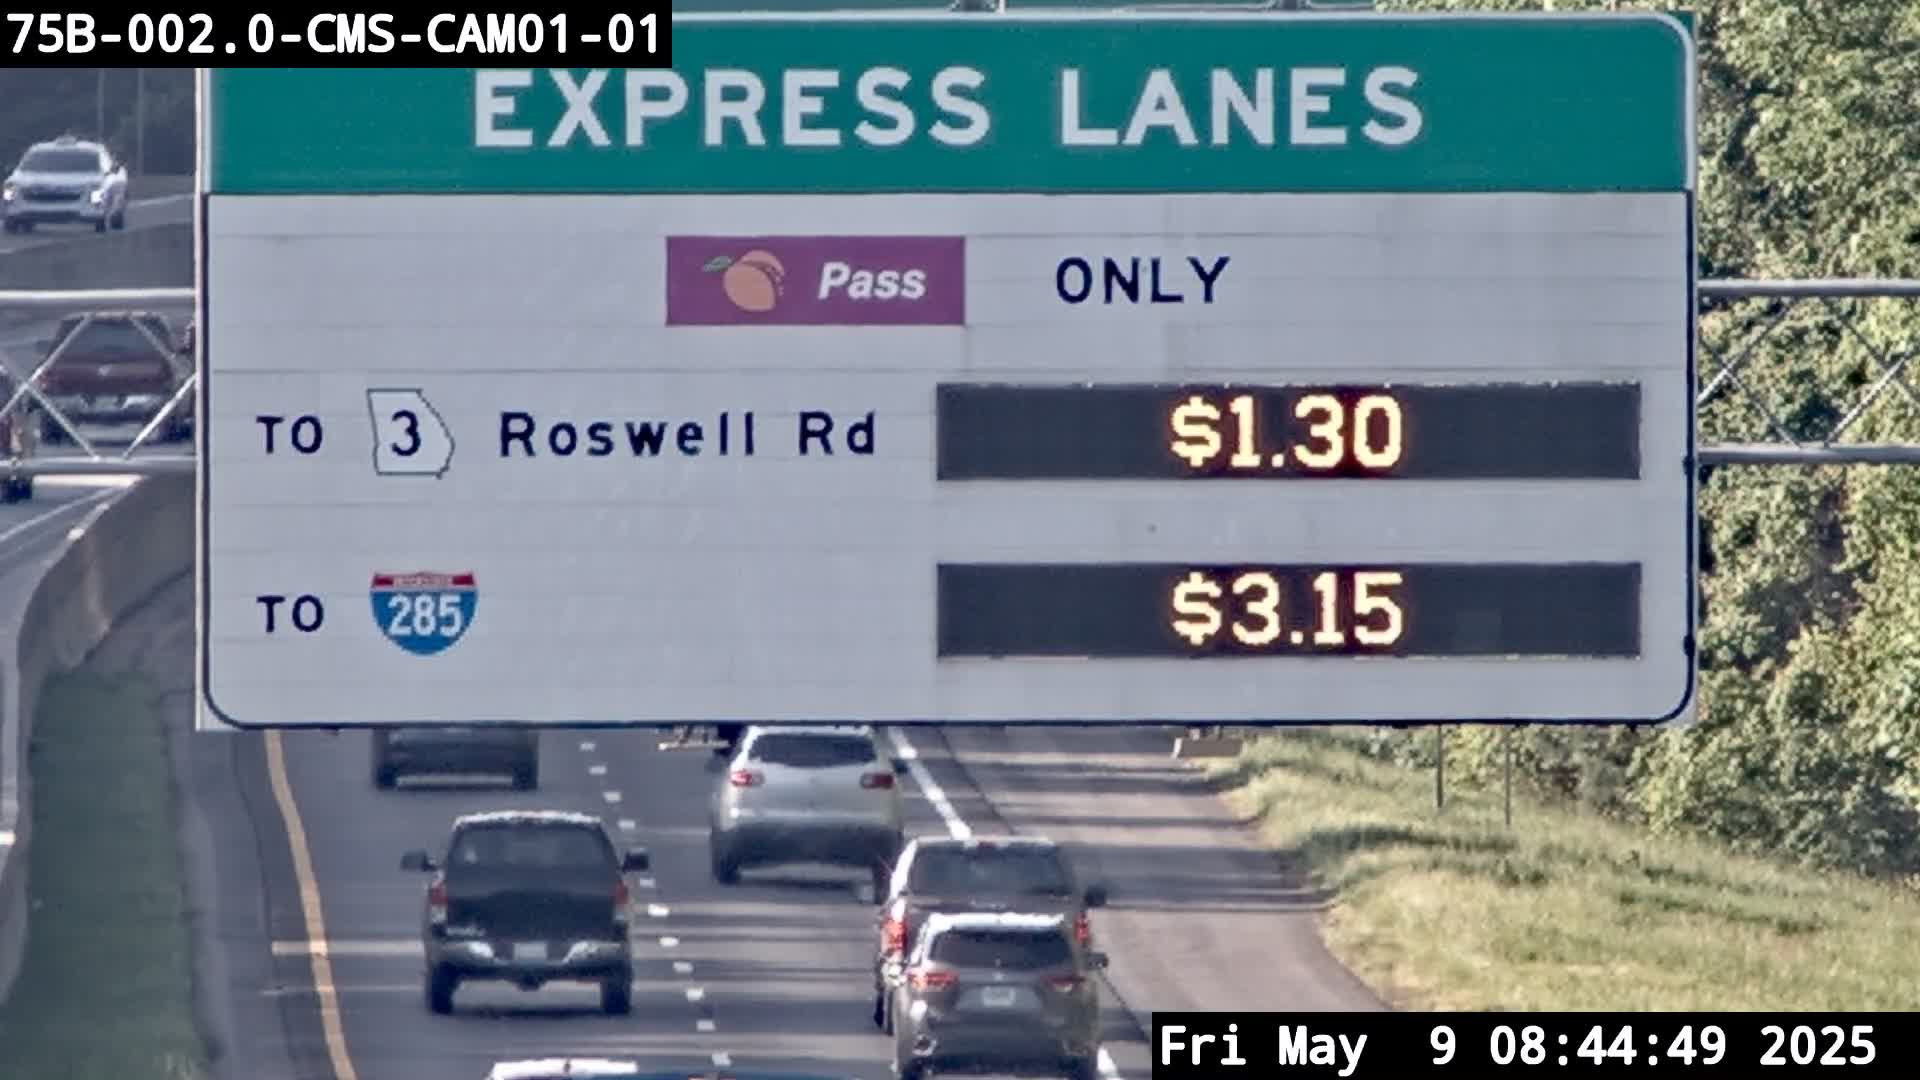 75B-002.0-CMS-CAM01-01
EXPRESS LANES
Pass ONLY
TO 3 Roswell Rd $1.30
TO INTERSTATE 285 $3.15
Fri May 9 08:44:49 2025